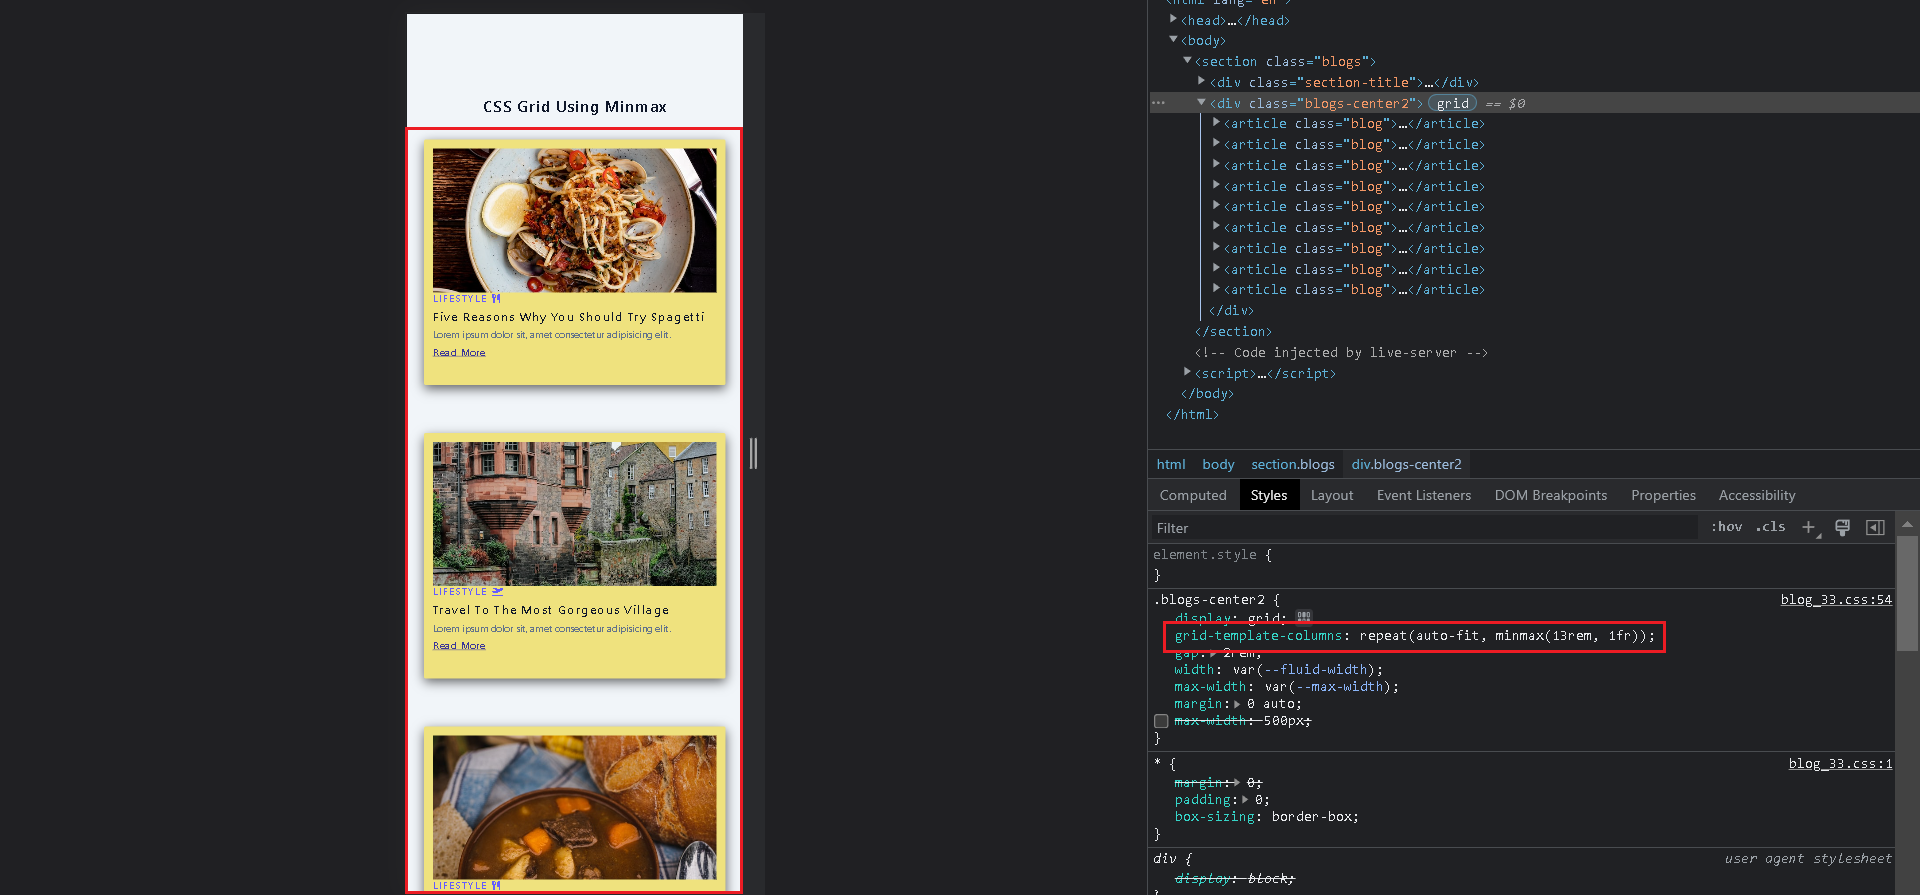 CSS Grid Using Minmax
LIFESTYLE
Five Reasons Why You Should Try Spagetti
Lorem ipsum dolor sit, amet consectetur adipisicing elit.
Read More
LIFESTYLE
Travel To The Most Gorgeous Village
Lorem ipsum dolor sit, amet consectetur adipisicing elit.
Read More
LIFESTYLE
<html lang="en">
<head>…</head>
<body>
<section class="blogs">
<div class="section-title">…</div>
<div class="blogs-center2"> grid == $0
<article class="blog">…</article>
<article class="blog">…</article>
<article class="blog">…</article>
<article class="blog">…</article>
<article class="blog">…</article>
<article class="blog">…</article>
<article class="blog">…</article>
<article class="blog">…</article>
<article class="blog">…</article>
</div>
</section>
<!-- Code injected by live-server -->
<script>…</script>
</body>
</html>
html body section.blogs div.blogs-center2
Computed Styles Layout Event Listeners DOM Breakpoints Properties Accessibility
Filter :hov .cls
element.style {
}
.blogs-center2 { blog_33.css:54
display: grid;
grid-template-columns: repeat(auto-fit, minmax(13rem, 1fr));
gap: 2rem;
width: var(--fluid-width);
max-width: var(--max-width);
margin: 0 auto;
max-width: 500px;
}
* { blog_33.css:1
margin: 0;
padding: 0;
box-sizing: border-box;
}
div { user agent stylesheet
display: block;
}